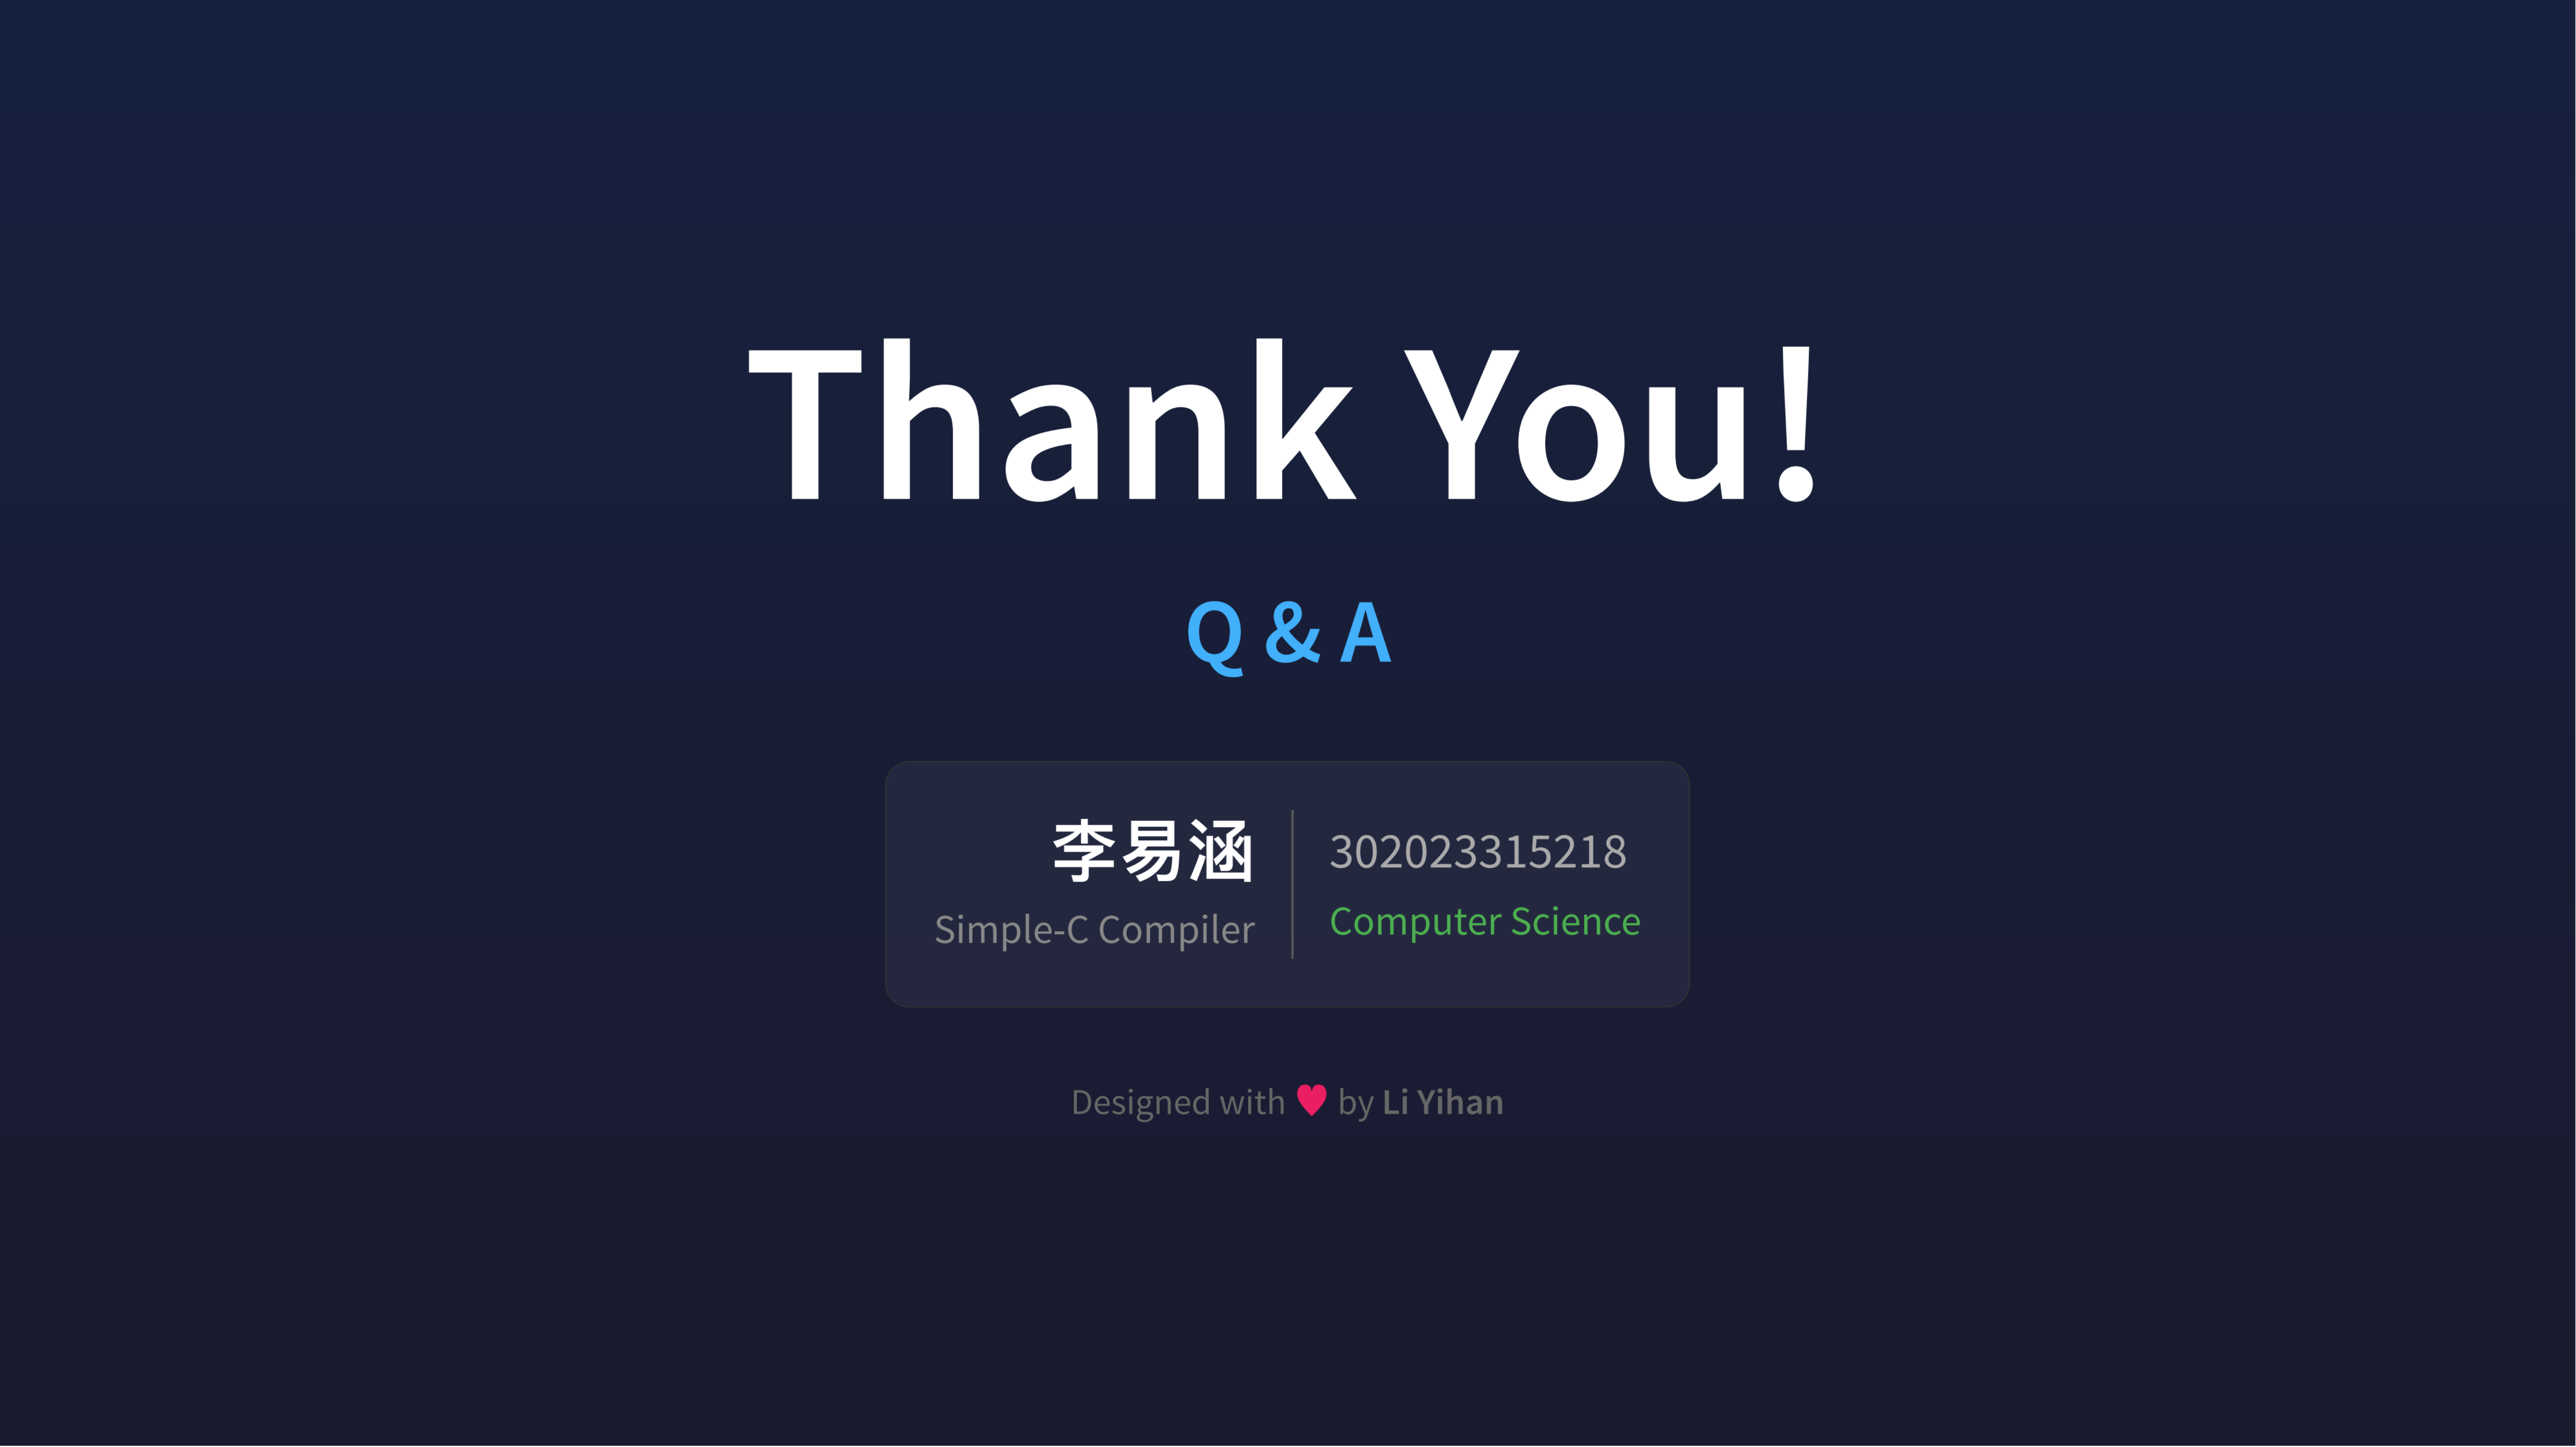 Thank You!
Q & A
李易涵
Simple-C Compiler
302023315218
Computer Science
Designed with ♥ by Li Yihan